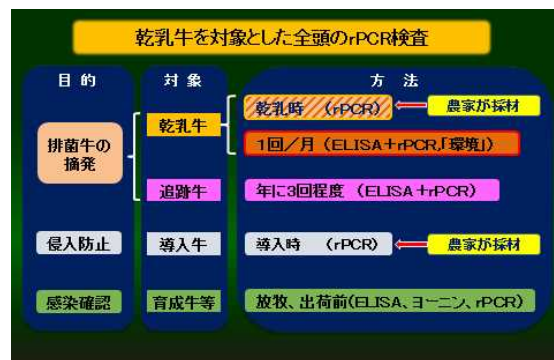 乾乳牛を対象とした全頭のrPCR検査
目的
対象
方法
排菌牛の
摘発
乾乳牛
乾乳時 (rPCR)
農家が採材
1回/月(ELISA+rPCR,「環境」)
追跡牛
年に3回程度 (ELISA+rPCR)
侵入防止
導入牛
導入時 (rPCR)
農家が採材
感染確認
育成牛等
放牧、出荷前(ELISA、ヨーニン、rPCR)